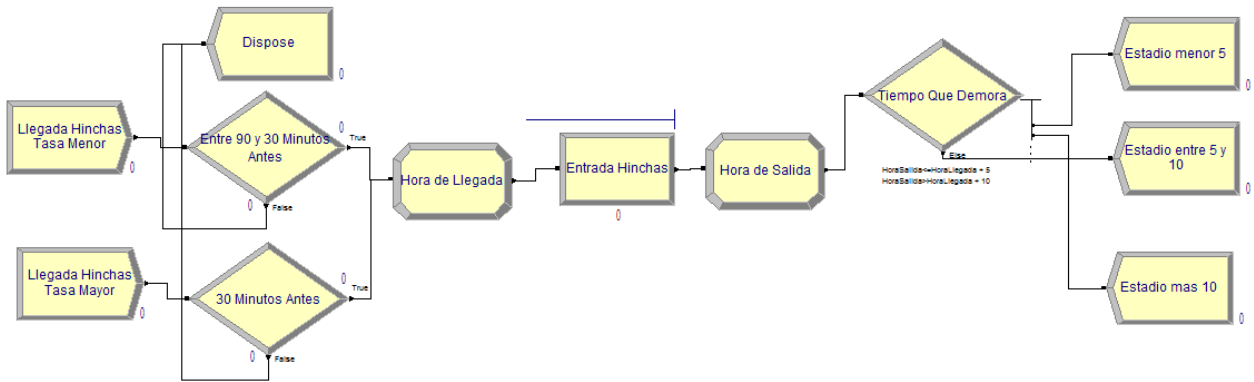 Dispose
0
Llegada Hinchas
Tasa Menor
0
Entre 90 y 30 Minutos
Antes
0
True
0
False
Llegada Hinchas
Tasa Mayor
0
30 Minutos Antes
0
True
0
False
Hora de Llegada
Entrada Hinchas
0
Hora de Salida
Tiempo Que Demora
Else
HoraSalida<=HoraLlegada + 5
HoraSalida>HoraLlegada + 10
Estadio menor 5
0
Estadio entre 5 y
10
0
Estadio mas 10
0